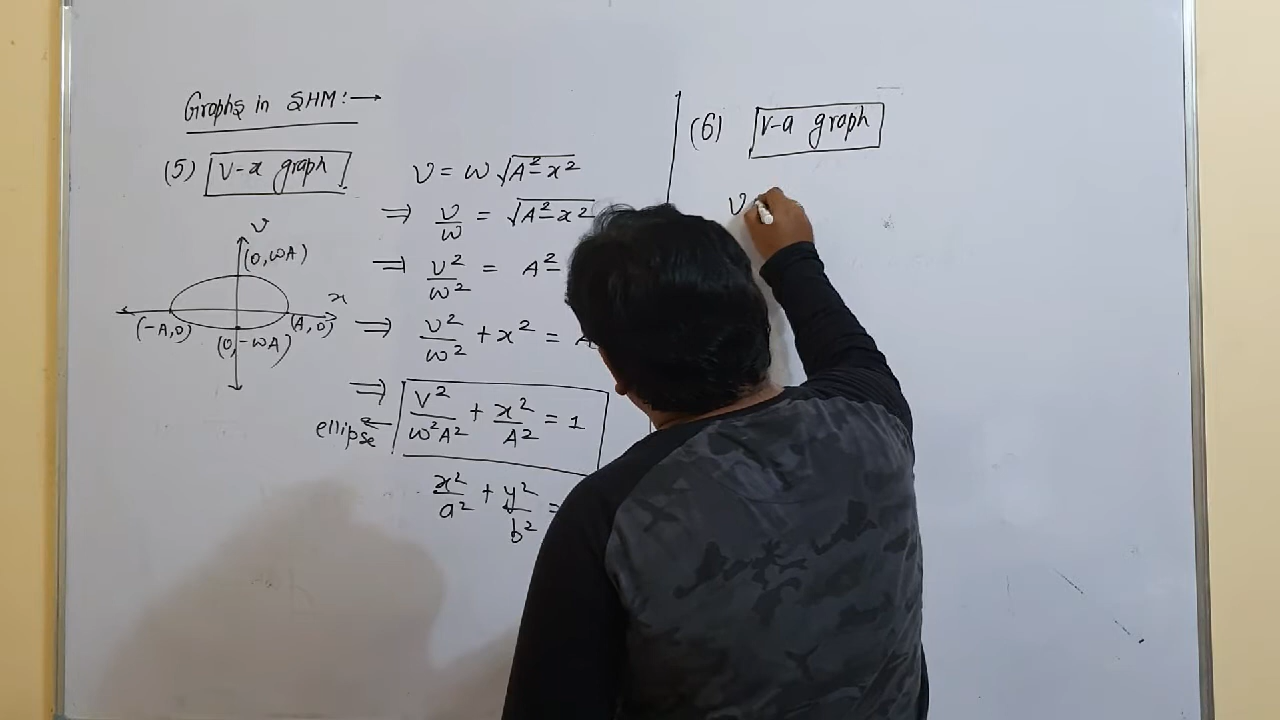 Graphs in SHM:→
(5) V-x graph
v = ω √A²-x²
⇒ v/ω = √A²-x²
⇒ v²/ω² = A²-
⇒ v²/ω² + x² = A
⇒ V²/ω²A² + x²/A² = 1
ellipse ←
x²/a² + y²/b² =
v
(0,ωA)
x
(-A,0)
(A,0)
(0,-ωA)
(6) V-a graph
v